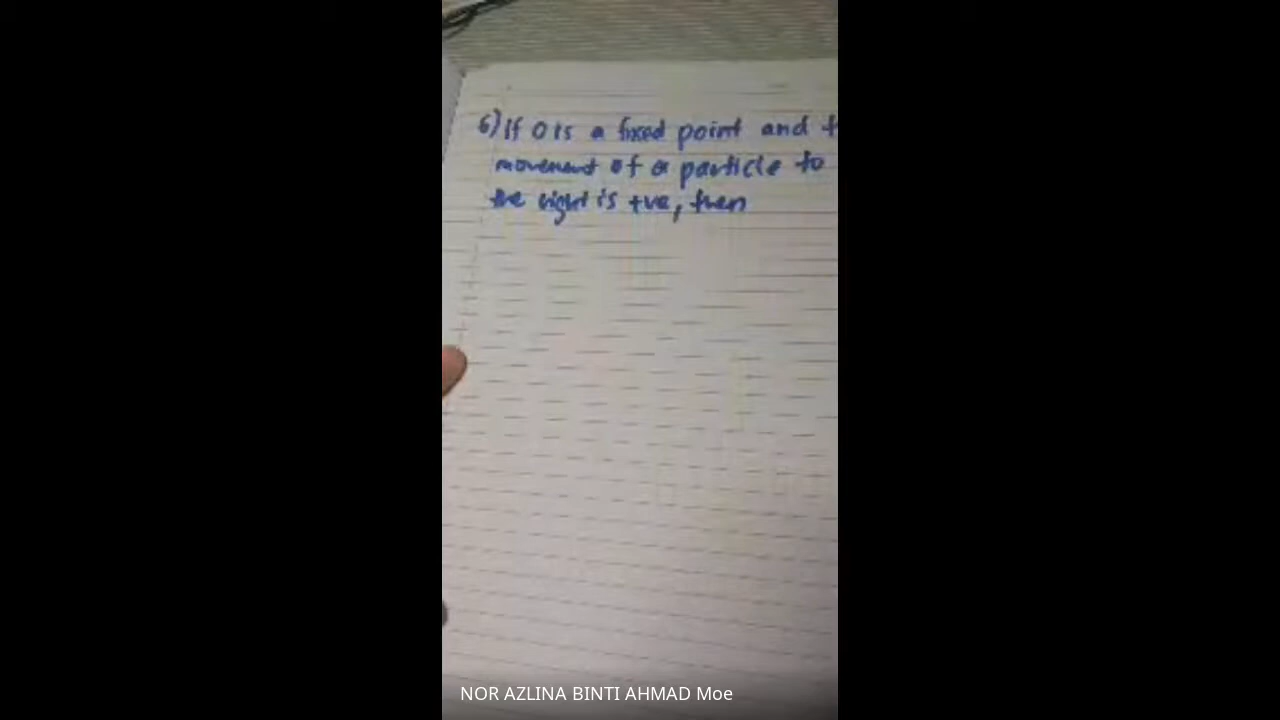 6) If O is a fixed point and
movement of a particle to
the right is +ve, then
NOR AZLINA BINTI AHMAD Moe